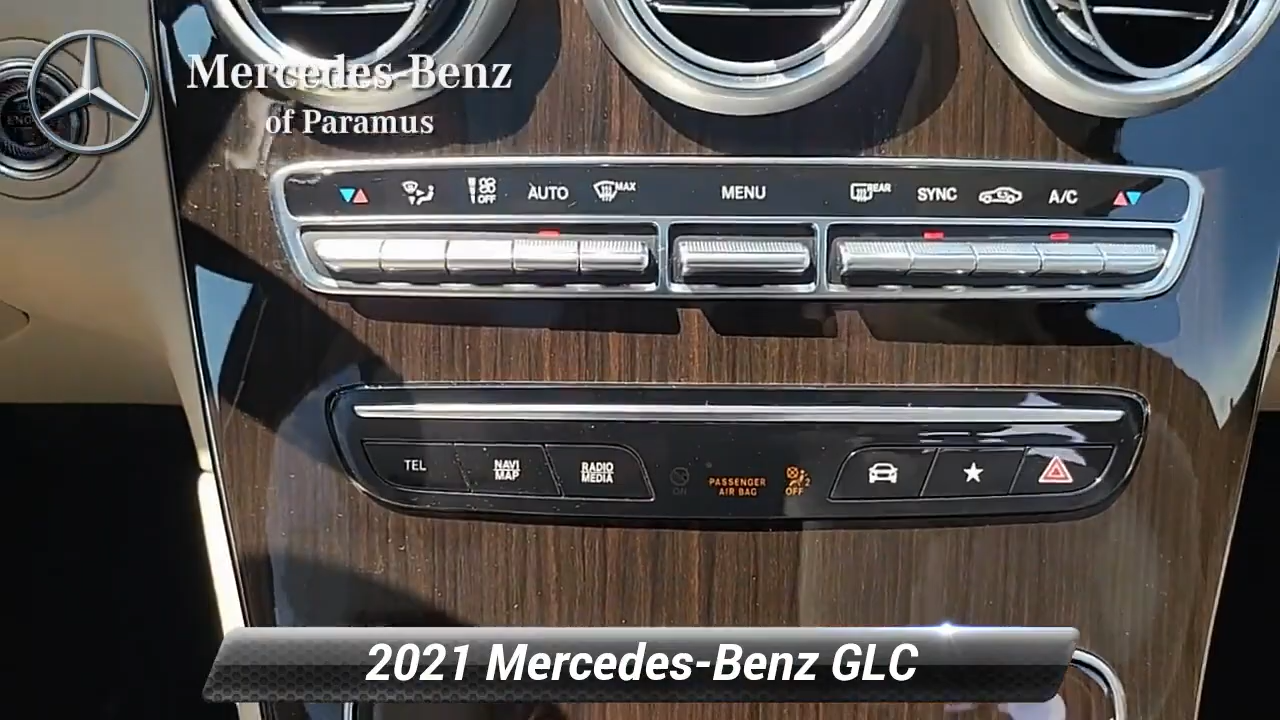 Mercedes-Benz
of Paramus
OFF AUTO MAX MENU REAR SYNC A/C
TEL
NAVI
MAP
RADIO
MEDIA
ON
PASSENGER
AIR BAG
2
OFF
2021 Mercedes-Benz GLC